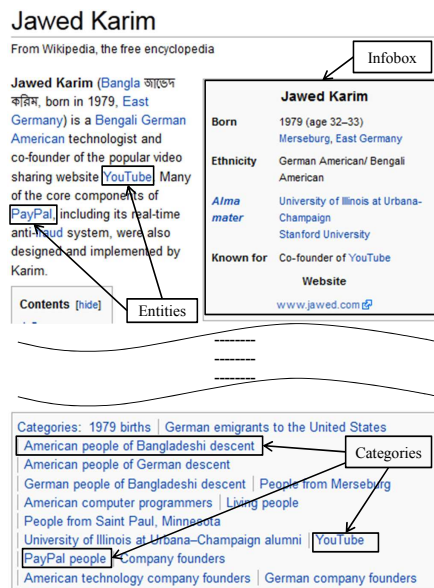 Jawed Karim
From Wikipedia, the free encyclopedia
Infobox
Jawed Karim (Bangla জাভেদ
করিম, born in 1979, East
Germany) is a Bengali German
American technologist and
co-founder of the popular video
sharing website YouTube. Many
of the core components of
PayPal, including its real-time
anti-fraud system, were also
designed and implemented by
Karim.
Contents [hide]
Entities
Jawed Karim
Born 1979 (age 32–33)
Merseburg, East Germany
Ethnicity German American/ Bengali
American
Alma University of Illinois at Urbana-
mater Champaign
Stanford University
Known for Co-founder of YouTube
Website
www.jawed.com
--------
--------
--------
Categories: 1979 births | German emigrants to the United States
| American people of Bangladeshi descent
| American people of German descent
| German people of Bangladeshi descent | People from Merseburg
| American computer programmers | Living people
| People from Saint Paul, Minnesota
| University of Illinois at Urbana–Champaign alumni | YouTube
| PayPal people | Company founders
| American technology company founders | German company founders
Categories